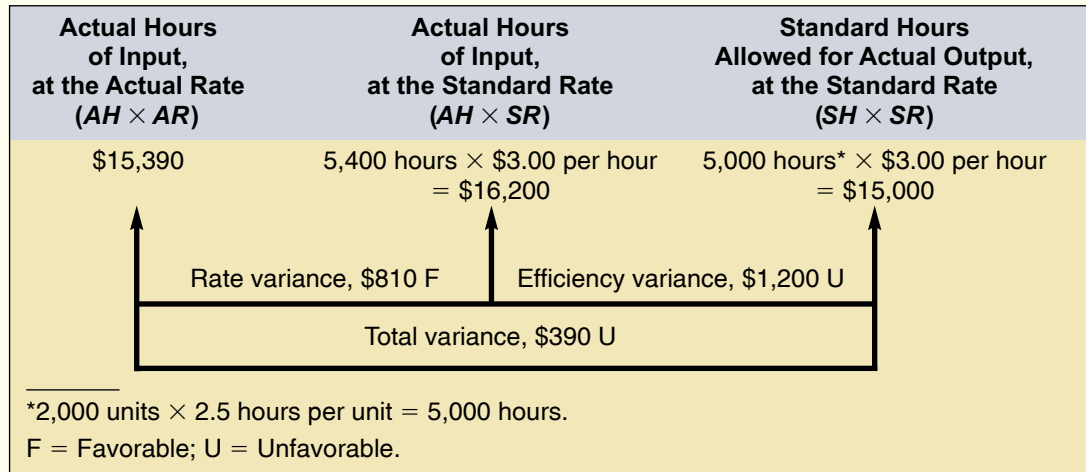 Actual Hours
of Input,
at the Actual Rate
(AH × AR)
Actual Hours
of Input,
at the Standard Rate
(AH × SR)
Standard Hours
Allowed for Actual Output,
at the Standard Rate
(SH × SR)
$15,390
5,400 hours × $3.00 per hour
= $16,200
5,000 hours* × $3.00 per hour
= $15,000
Rate variance, $810 F
Efficiency variance, $1,200 U
Total variance, $390 U
*2,000 units × 2.5 hours per unit = 5,000 hours.
F = Favorable; U = Unfavorable.